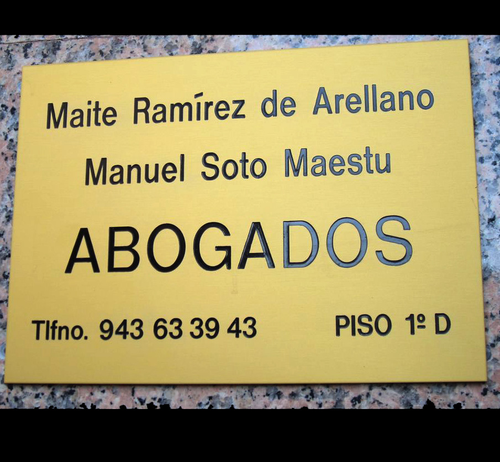 Maite Ramírez de Arellano
Manuel Soto Maestu
ABOGADOS
Tlfno. 943 63 39 43 PISO 1º D